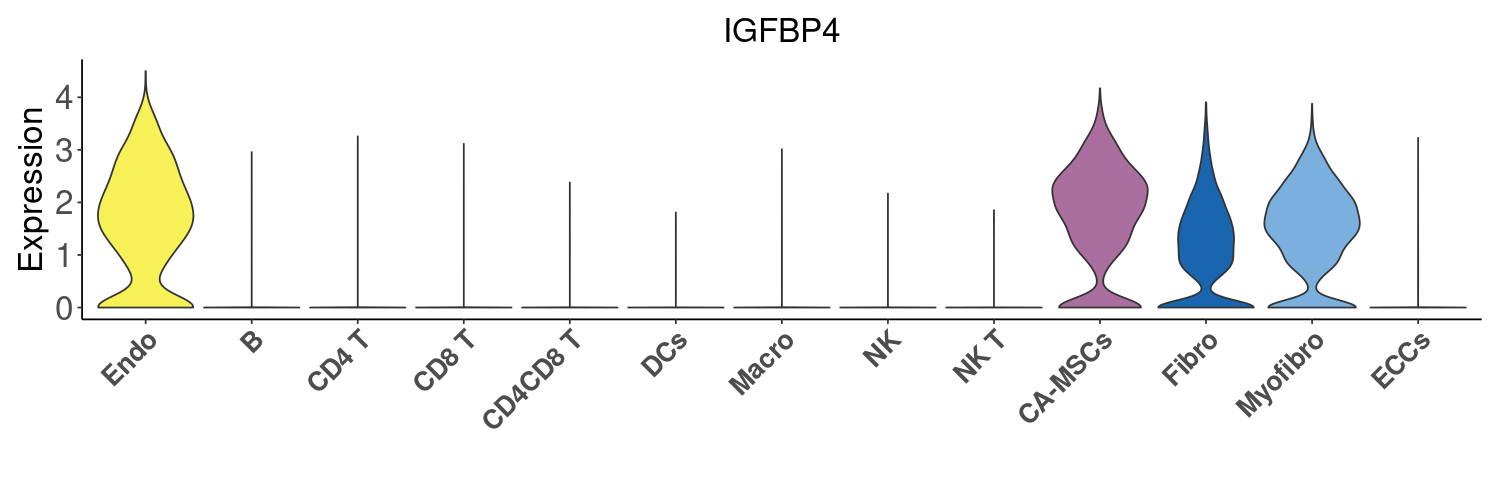 IGFBP4
Expression
4
3
2
1
0
Endo
B
CD4 T
CD8 T
CD4CD8 T
DCs
Macro
NK
NK T
CA-MSCs
Fibro
Myofibro
ECCs